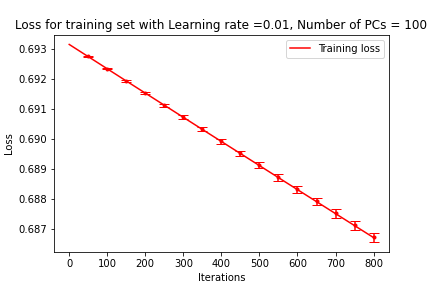 Loss for training set with Learning rate =0.01, Number of PCs = 100
Training loss
0.693
0.692
0.691
0.690
0.689
0.688
0.687
Loss
0 100 200 300 400 500 600 700 800
Iterations